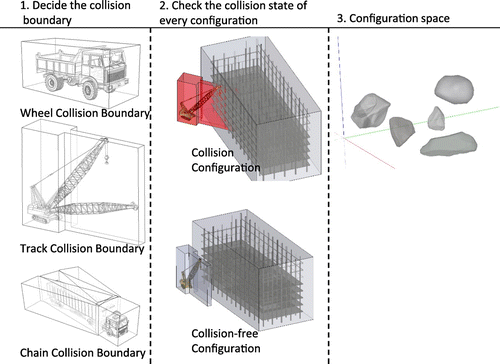 1. Decide the collision
boundary
Wheel Collision Boundary
Track Collision Boundary
Chain Collision Boundary
2. Check the collision state of
every configuration
Collision
Configuration
Collision-free
Configuration
3. Configuration space